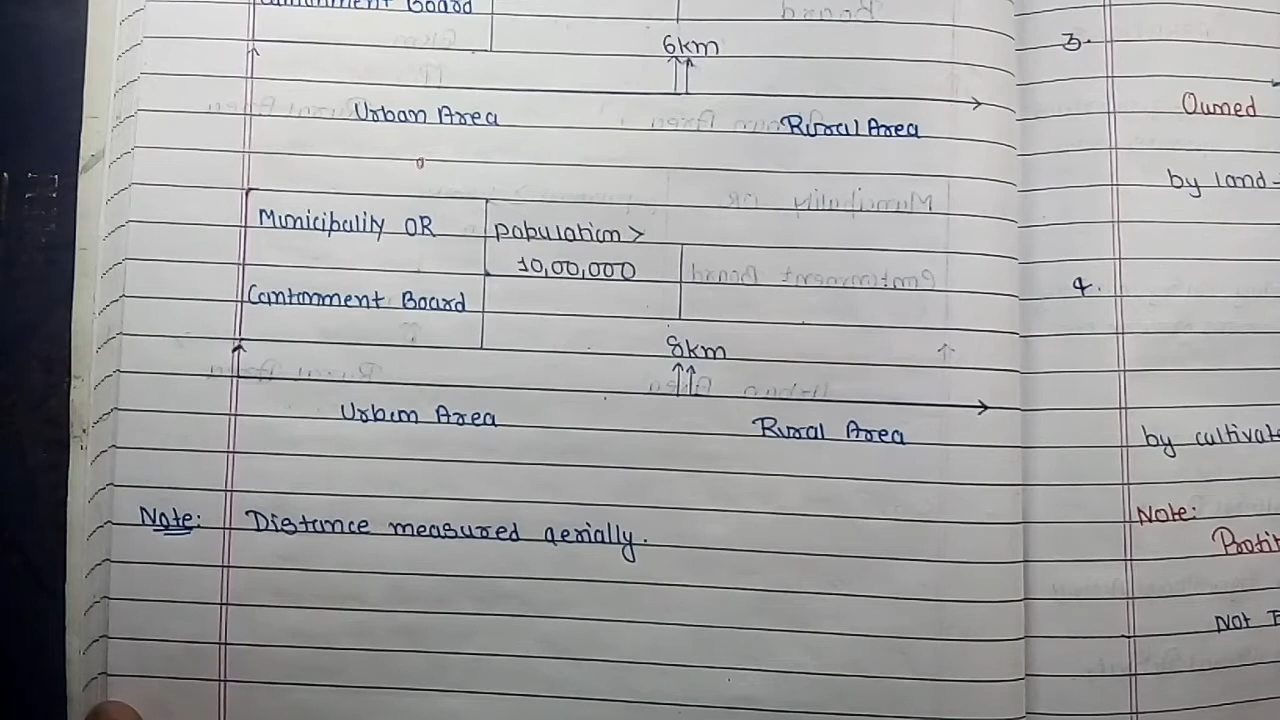 Board
6km
Urban Area
Rural Area
Municipality OR
population >
10,00,000
Cantonment Board
8km
Urban Area
Rural Area
Note: Distance measured aerially.
3.
Owned
by land-
4.
by cultivat
Note:
Not